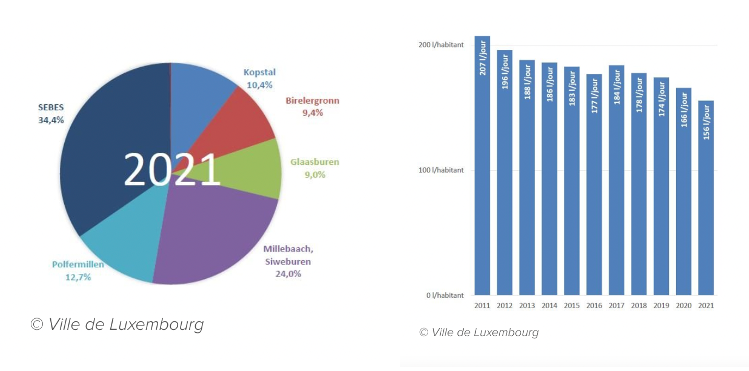 Kopstal
10,4%
Birelergronn
9,4%
Glaasburen
9,0%
Millebaach,
Siweburen
24,0%
Polfermillen
12,7%
SEBES
34,4%
2021
© Ville de Luxembourg
200 l/habitant
100 l/habitant
0 l/habitant
207 l/jour
196 l/jour
188 l/jour
186 l/jour
183 l/jour
177 l/jour
184 l/jour
178 l/jour
174 l/jour
166 l/jour
156 l/jour
2011 2012 2013 2014 2015 2016 2017 2018 2019 2020 2021
© Ville de Luxembourg